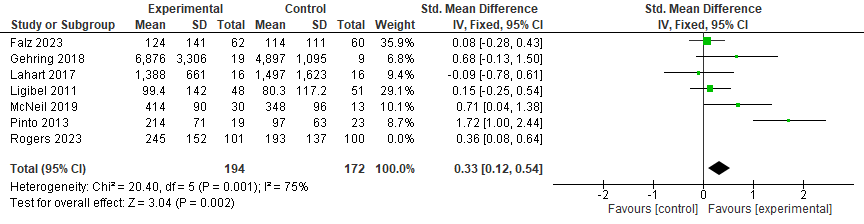 Experimental Control Std. Mean Difference Std. Mean Difference
Study or Subgroup Mean SD Total Mean SD Total Weight IV, Fixed, 95% CI IV, Fixed, 95% CI
Falz 2023 124 141 62 114 111 60 35.9% 0.08 [-0.28, 0.43]
Gehring 2018 6,876 3,306 19 4,897 1,095 9 6.8% 0.68 [-0.13, 1.50]
Lahart 2017 1,388 661 16 1,497 1,623 16 9.4% -0.09 [-0.78, 0.61]
Ligibel 2011 99.4 142 48 80.3 117.2 51 29.1% 0.15 [-0.25, 0.54]
McNeil 2019 414 90 30 348 96 13 10.1% 0.71 [0.04, 1.38]
Pinto 2013 214 71 19 97 63 23 8.7% 1.72 [1.00, 2.44]
Rogers 2023 245 152 101 193 137 100 0.0% 0.36 [0.08, 0.64]
Total (95% CI) 194 172 100.0% 0.33 [0.12, 0.54]
Heterogeneity: Chi² = 20.40, df = 5 (P = 0.001); I² = 75%
Test for overall effect: Z = 3.04 (P = 0.002)
-2 -1 0 1 2
Favours [control] Favours [experimental]